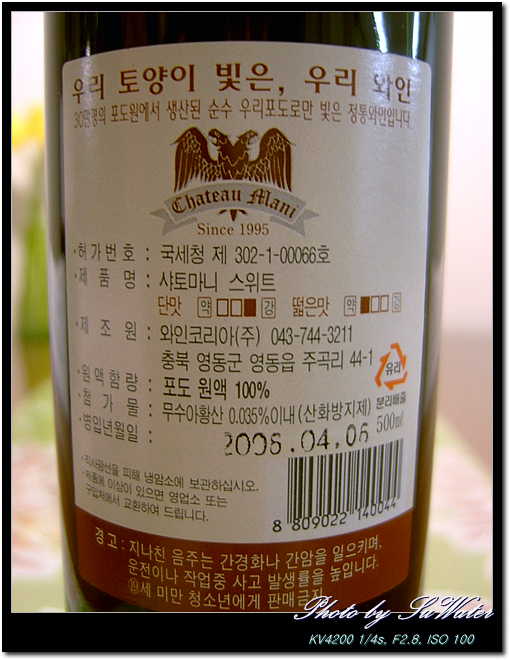 우리 토양이 빚은, 우리 와인
30만평의 포도원에서 생산된 순수 우리포도로만 빚은 정통와인입니다.
Chateau Mani
Since 1995
·허가번호 : 국세청 제 302-1-00066호
·제 품 명 : 샤토마니 스위트
단맛 약□□■강 떫은맛 약■□□강
·제 조 원 : 와인코리아(주) 043-744-3211
충북 영동군 영동읍 주곡리 44-1
·원액함량 : 포도 원액 100%
유리
·첨 가 물 : 무수아황산 0.035%이내(산화방지제)
분리배출
500㎖
·병입년월일 : 2006.04.06
·직사광선을 피해 냉암소에 보관하십시오.
·제품에 이상이 있으면 영업소 또는
구입처에서 교환하여 드립니다.
8 809022 140044
경고 : 지나친 음주는 간경화나 간암을 일으키며,
운전이나 작업중 사고 발생률을 높입니다.
⑲세 미만 청소년에게 판매금지
Photo by SaWater
KV4200 1/4s, F2.8, ISO 100